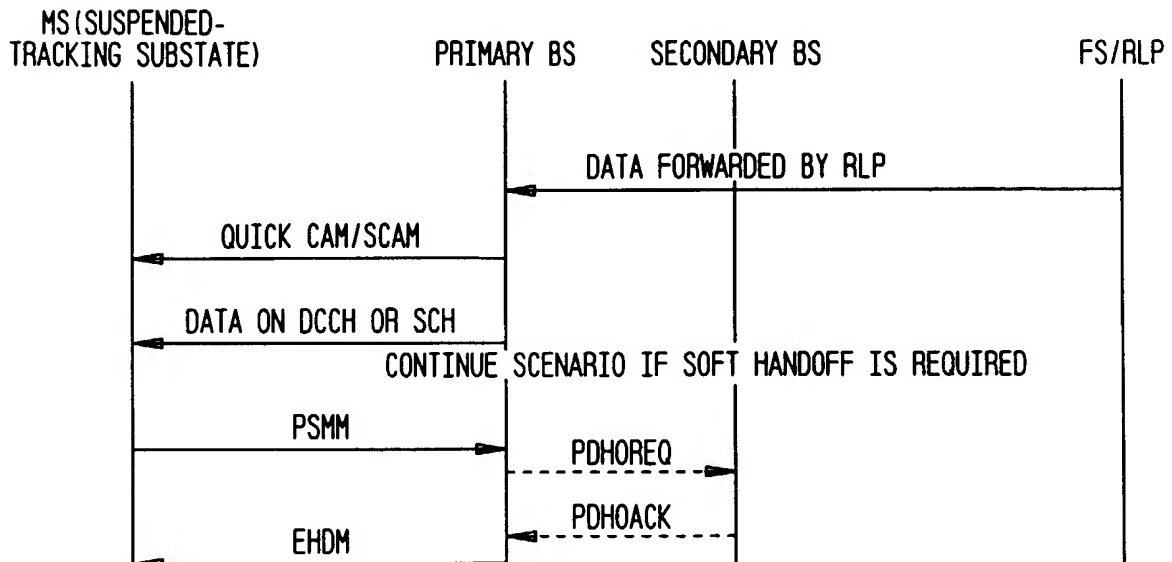 MS(SUSPENDED-
TRACKING SUBSTATE)
PRIMARY BS
SECONDARY BS
FS/RLP
DATA FORWARDED BY RLP
QUICK CAM/SCAM
DATA ON DCCH OR SCH
CONTINUE SCENARIO IF SOFT HANDOFF IS REQUIRED
PSMM
PDHOREQ
PDHOACK
EHDM